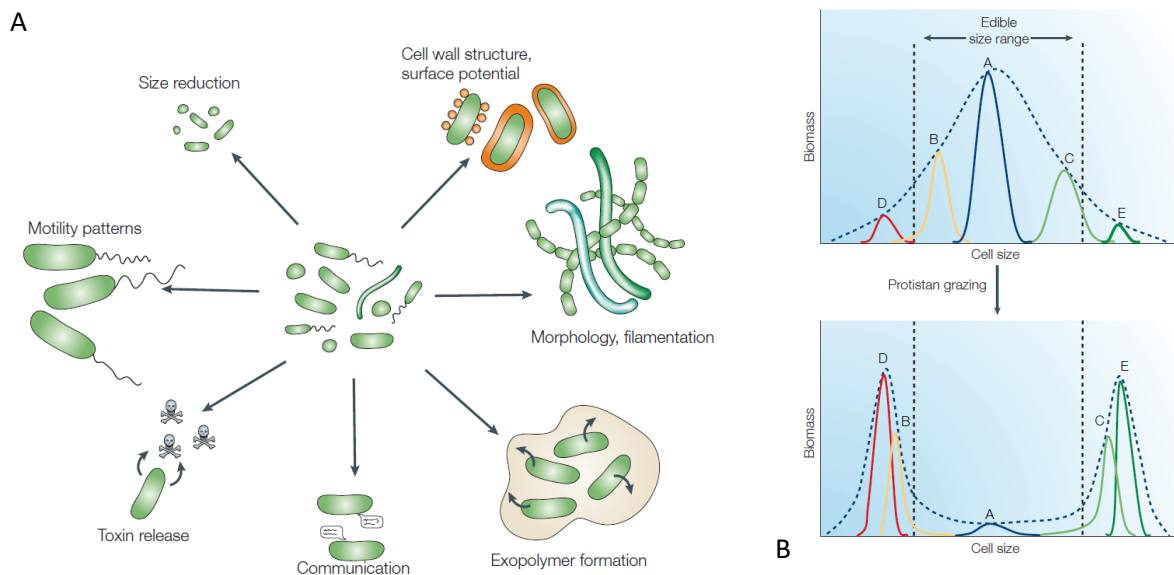 A
Size reduction
Cell wall structure,
surface potential
Motility patterns
Morphology, filamentation
Toxin release
Communication
Exopolymer formation
B
Edible
size range
A
B
C
D
E
Biomass
Cell size
Protistan grazing
D
E
B
C
A
Biomass
Cell size